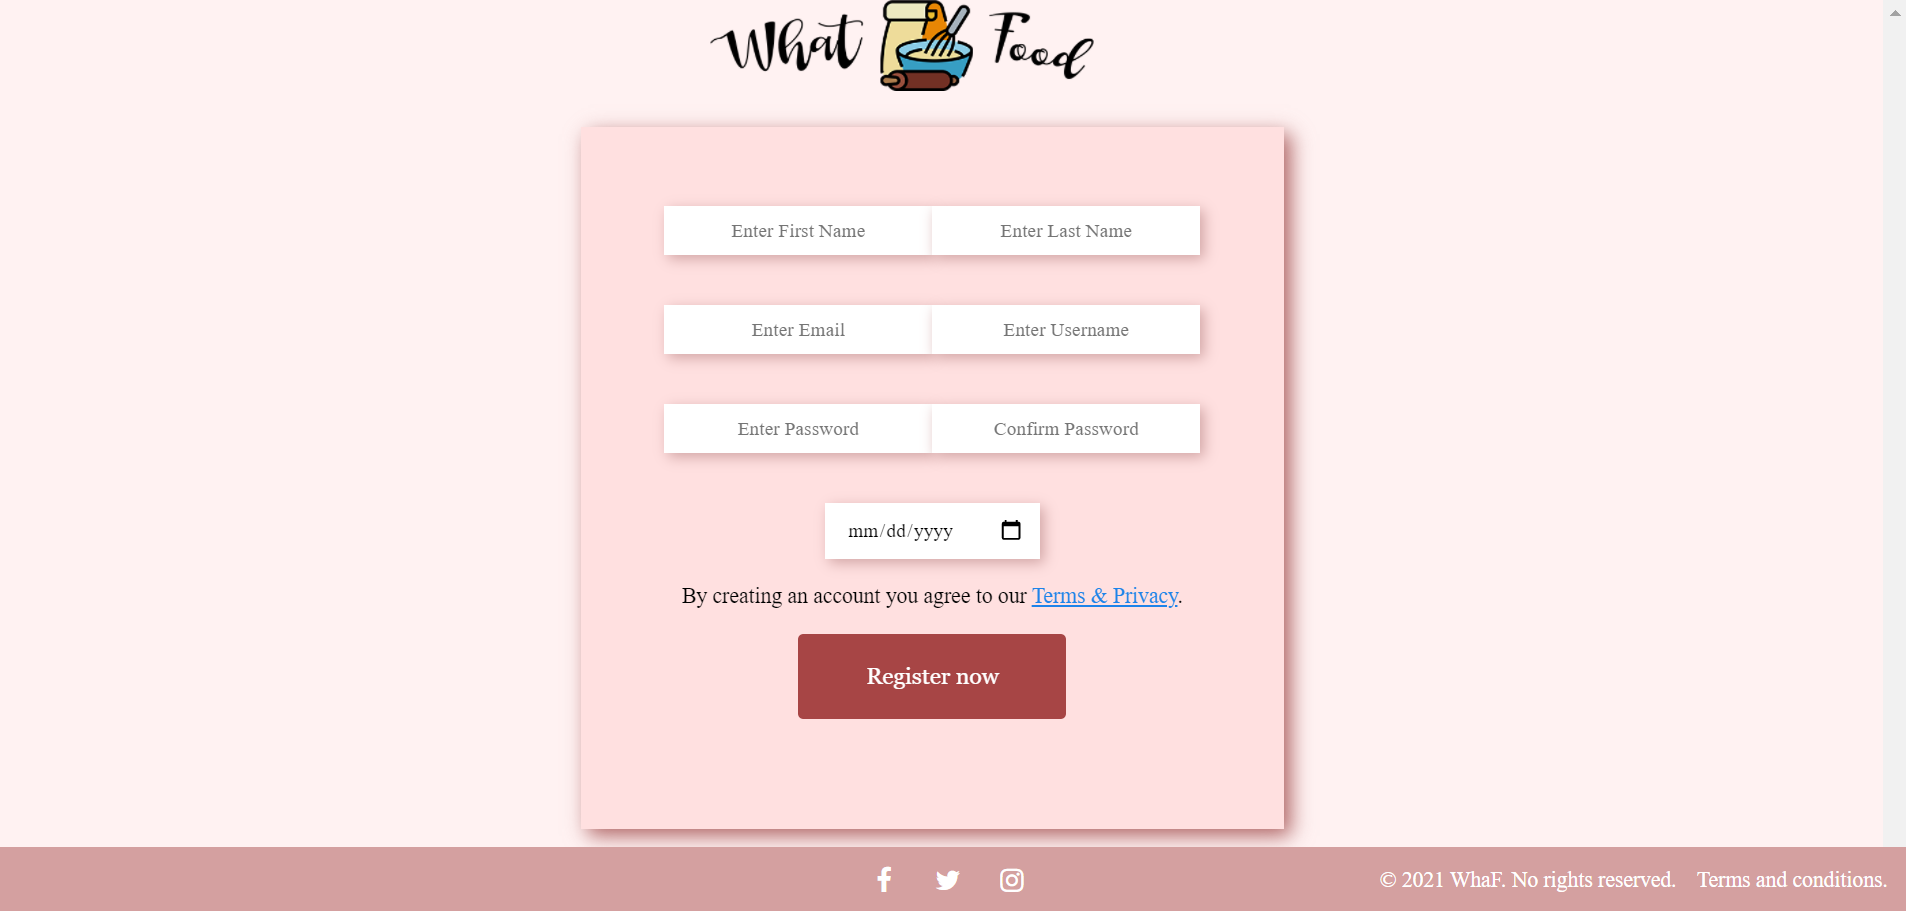 What Food
Enter First Name Enter Last Name
Enter Email Enter Username
Enter Password Confirm Password
mm/dd/yyyy
By creating an account you agree to our Terms & Privacy.
Register now
© 2021 WhaF. No rights reserved. Terms and conditions.